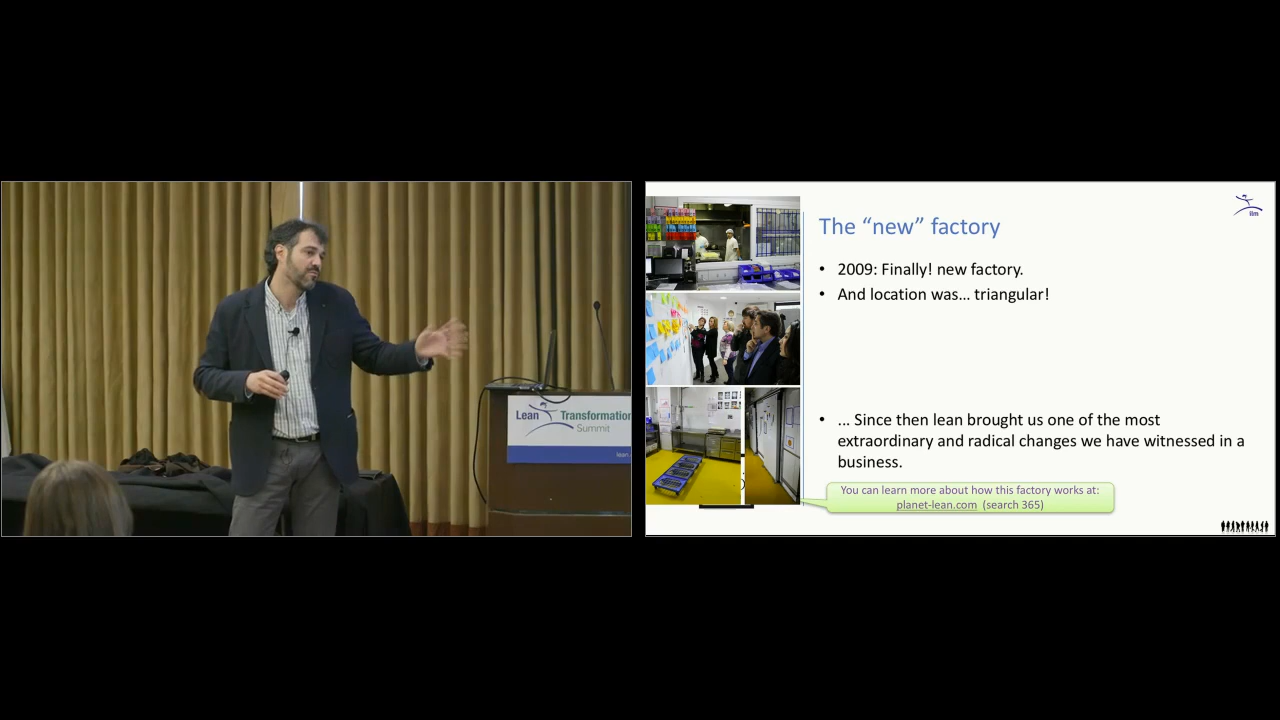 Lean Transformation
Summit
lean.
ilm
The “new” factory
• 2009: Finally! new factory.
• And location was... triangular!
• ... Since then lean brought us one of the most
extraordinary and radical changes we have witnessed in a
business.
You can learn more about how this factory works at:
planet-lean.com (search 365)